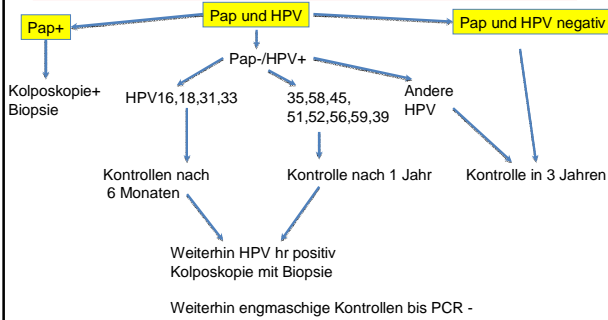 Pap und HPV
Pap+
Pap und HPV negativ
Pap-/HPV+
Kolposkopie+
Biopsie
HPV16,18,31,33
35,58,45,
51,52,56,59,39
Andere
HPV
Kontrollen nach
6 Monaten
Kontrolle nach 1 Jahr
Kontrolle in 3 Jahren
Weiterhin HPV hr positiv
Kolposkopie mit Biopsie
Weiterhin engmaschige Kontrollen bis PCR -